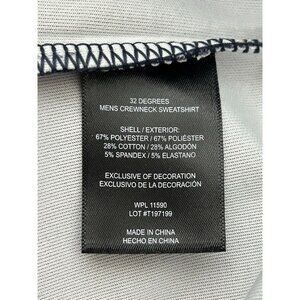 32 DEGREES
MENS CREWNECK SWEATSHIRT
SHELL / EXTERIOR:
67% POLYESTER / 67% POLIÉSTER
28% COTTON / 28% ALGODÓN
5% SPANDEX / 5% ELASTANO
EXCLUSIVE OF DECORATION
EXCLUSIVO DE LA DECORACIÓN
WPL 11590
LOT #T197199
MADE IN CHINA
HECHO EN CHINA